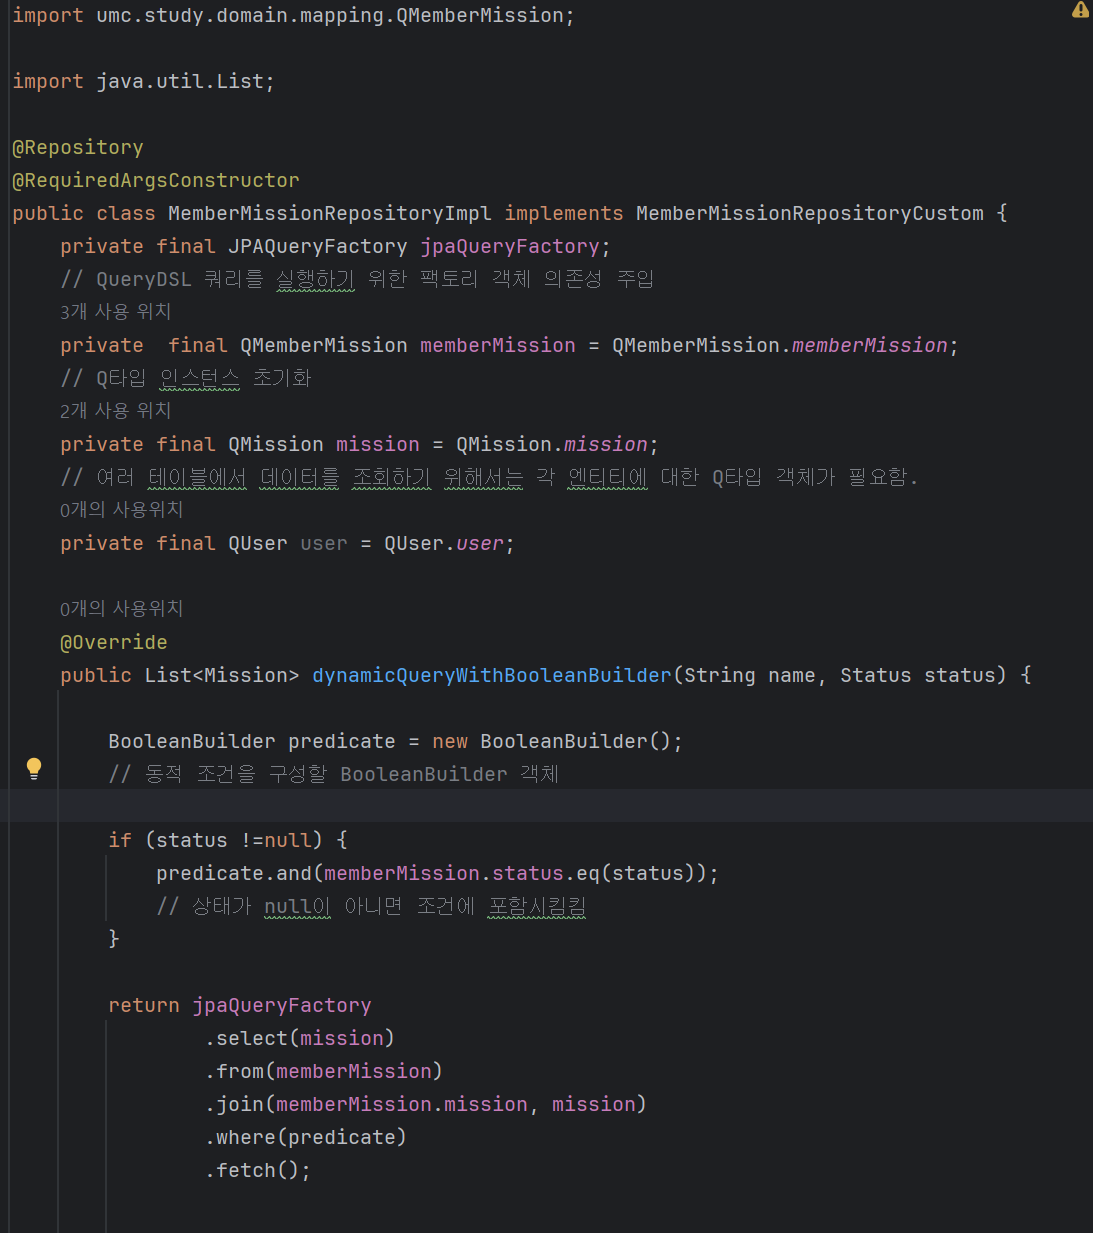 import umc.study.domain.mapping.QMemberMission;
import java.util.List;
@Repository
@RequiredArgsConstructor
public class MemberMissionRepositoryImpl implements MemberMissionRepositoryCustom {
private final JPAQueryFactory jpaQueryFactory;
// QueryDSL 쿼리를 실행하기 위한 팩토리 객체 의존성 주입
3개 사용 위치
private  final QMemberMission memberMission = QMemberMission.memberMission;
// Q타입 인스턴스 초기화
2개 사용 위치
private final QMission mission = QMission.mission;
// 여러 테이블에서 데이터를 조회하기 위해서는 각 엔티티에 대한 Q타입 객체가 필요함.
0개의 사용위치
private final QUser user = QUser.user;
0개의 사용위치
@Override
public List<Mission> dynamicQueryWithBooleanBuilder(String name, Status status) {
BooleanBuilder predicate = new BooleanBuilder();
// 동적 조건을 구성할 BooleanBuilder 객체
if (status !=null) {
predicate.and(memberMission.status.eq(status));
// 상태가 null이 아니면 조건에 포함시킴킴
}
return jpaQueryFactory
.select(mission)
.from(memberMission)
.join(memberMission.mission, mission)
.where(predicate)
.fetch();